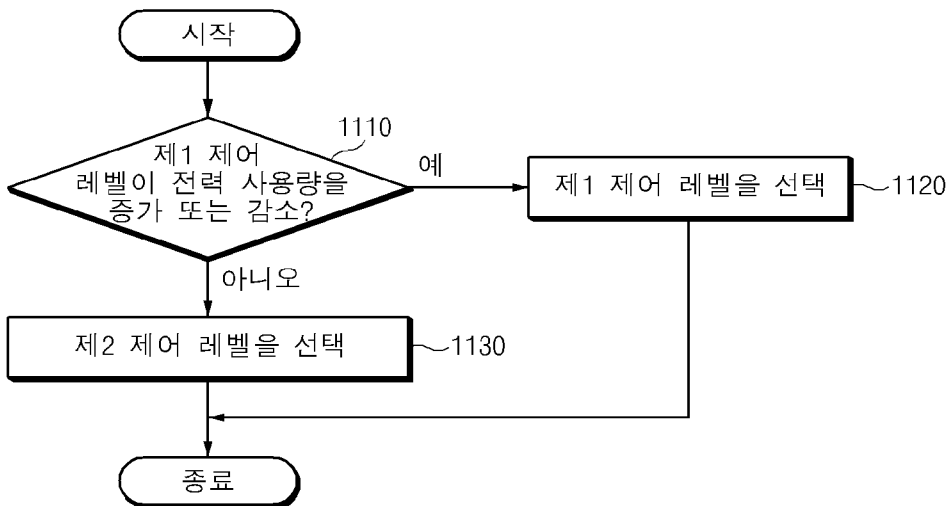 시작
1110
제1 제어
레벨이 전력 사용량을
증가 또는 감소?
예
제1 제어 레벨을 선택
1120
아니오
제2 제어 레벨을 선택
1130
종료